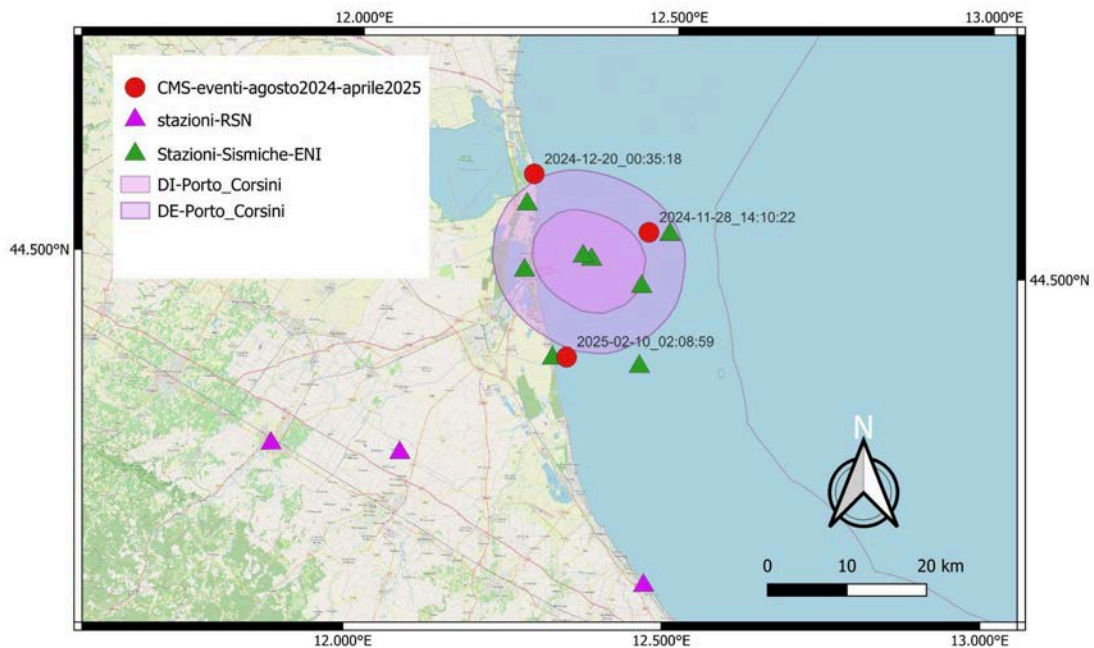 12.000°E 12.500°E 13.000°E
CMS-eventi-agosto2024-aprile2025
stazioni-RSN
Stazioni-Sismiche-ENI
DI-Porto_Corsini
DE-Porto_Corsini
2024-12-20_00:35:18
2024-11-28_14:10:22
44.500°N
44.500°N
2025-02-10_02:08:59
N
0 10 20 km
12.000°E 12.500°E 13.000°E